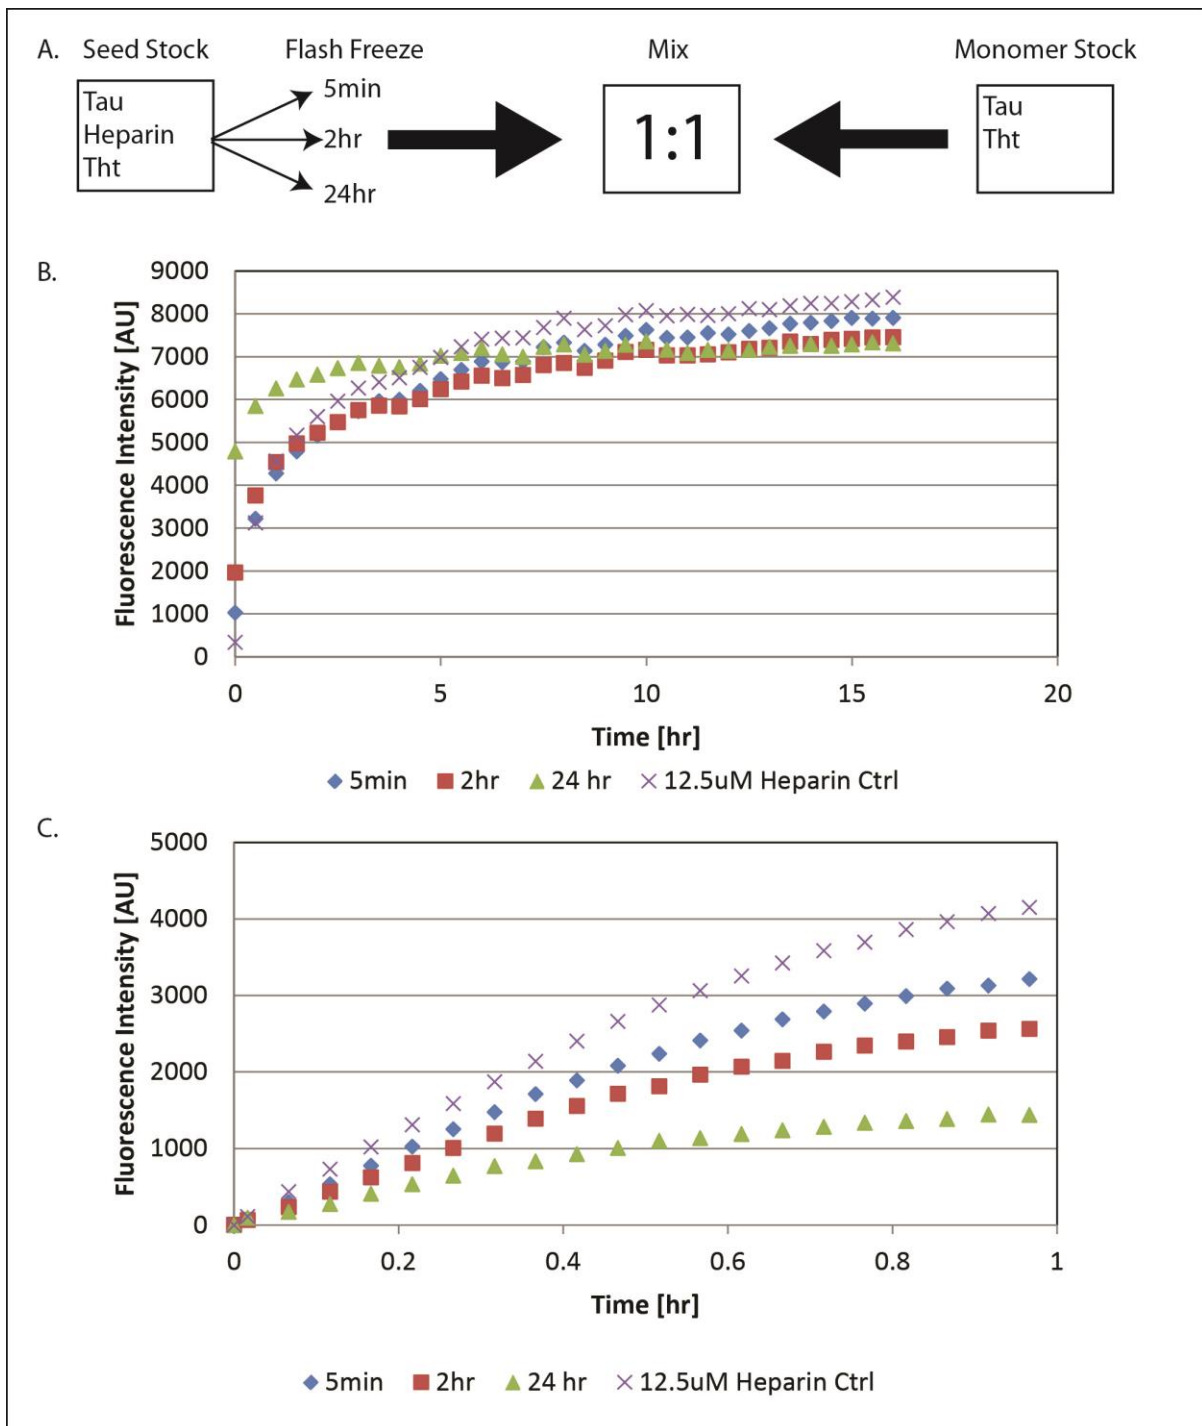 A. Seed Stock Flash Freeze Mix Monomer Stock
Tau
Heparin
Tht
5min
2hr
24hr
1:1
Tau
Tht
B.
Fluorescence Intensity [AU]
9000
8000
7000
6000
5000
4000
3000
2000
1000
0
0 5 10 15 20
Time [hr]
5min 2hr 24 hr 12.5uM Heparin Ctrl
C.
Fluorescence Intensity [AU]
5000
4000
3000
2000
1000
0
0 0.2 0.4 0.6 0.8 1
Time [hr]
5min 2hr 24 hr 12.5uM Heparin Ctrl